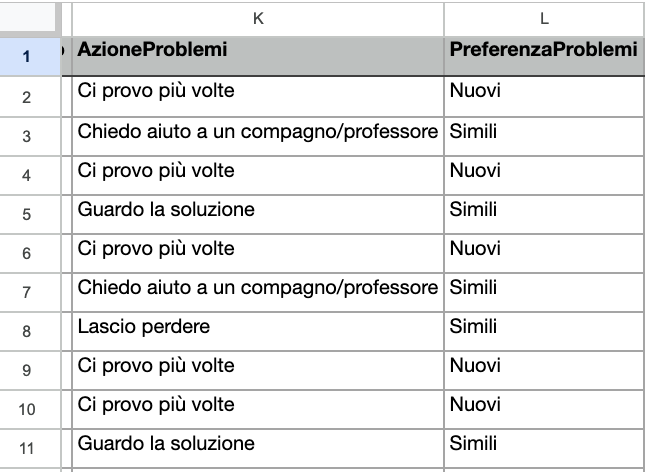 K L
1 AzioneProblemi PreferenzaProblemi
2 Ci provo più volte Nuovi
3 Chiedo aiuto a un compagno/professore Simili
4 Ci provo più volte Nuovi
5 Guardo la soluzione Simili
6 Ci provo più volte Nuovi
7 Chiedo aiuto a un compagno/professore Simili
8 Lascio perdere Simili
9 Ci provo più volte Nuovi
10 Ci provo più volte Nuovi
11 Guardo la soluzione Simili